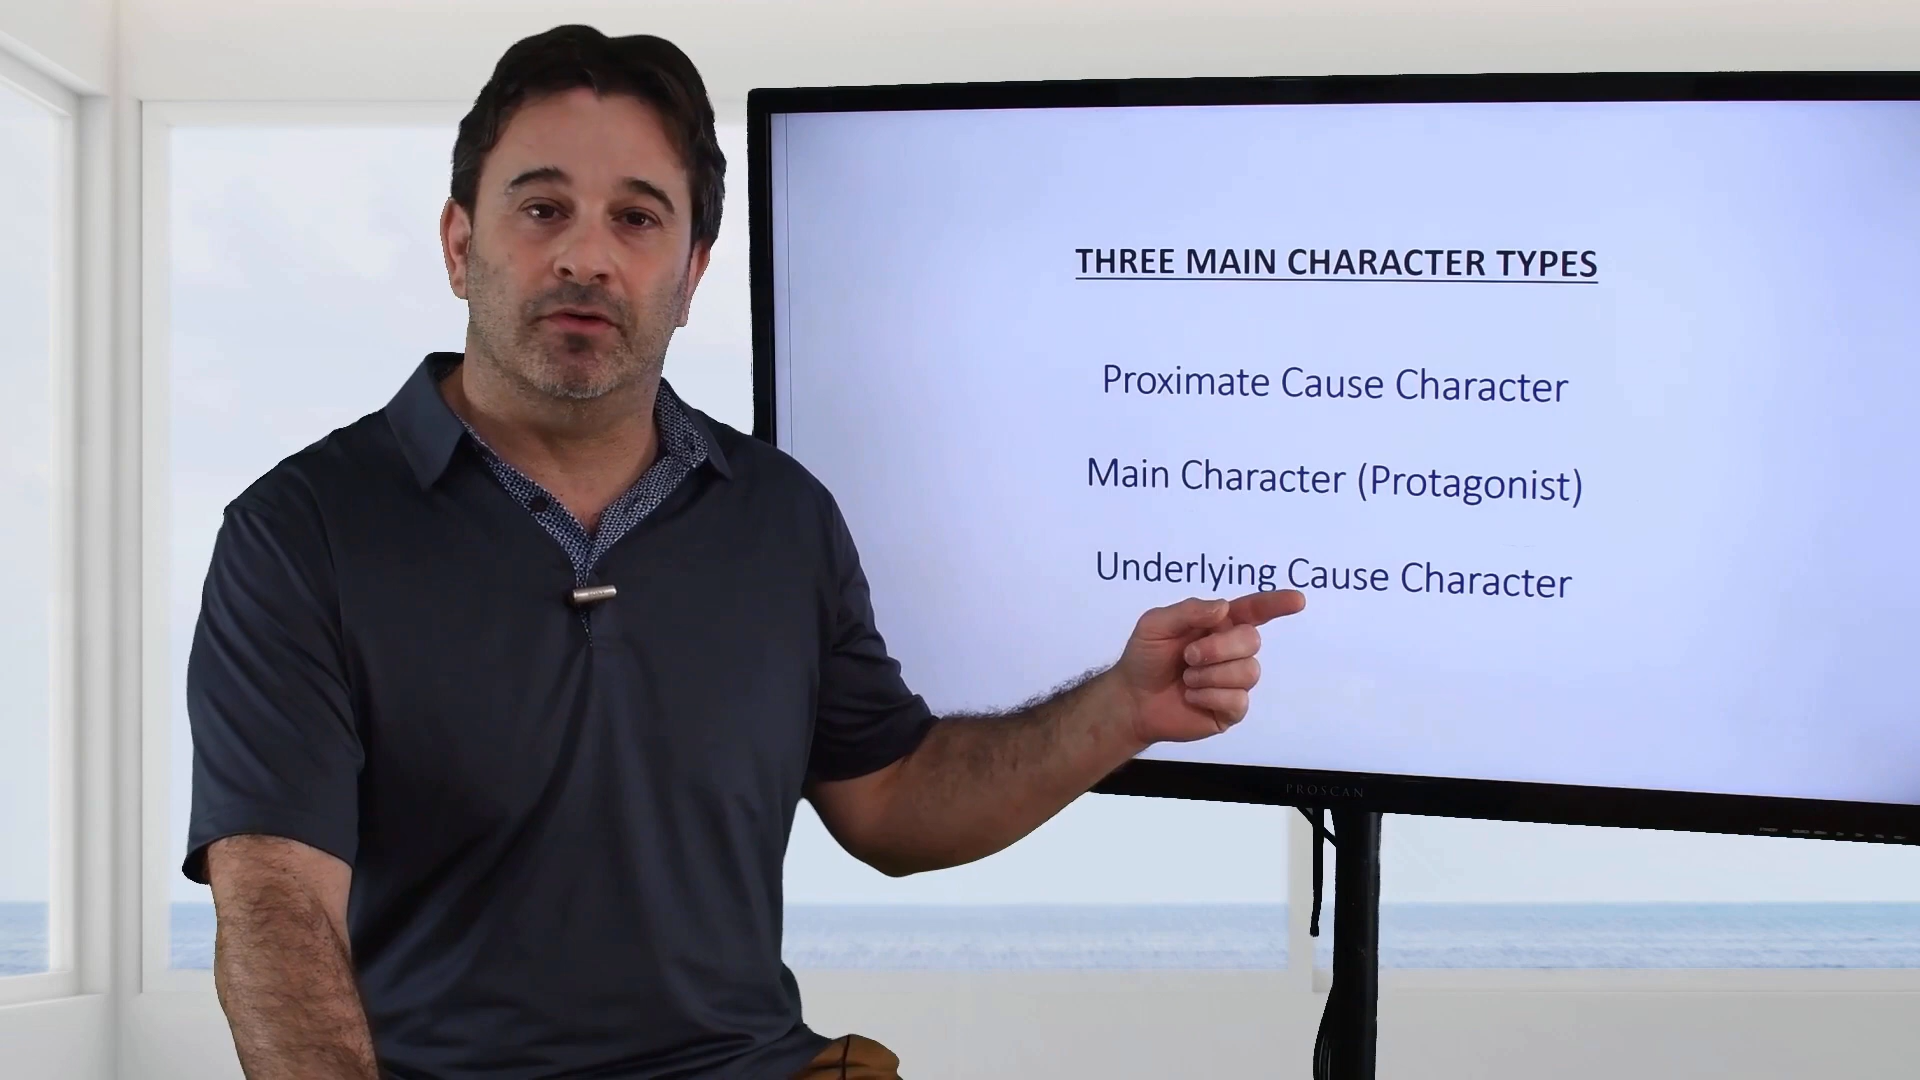 THREE MAIN CHARACTER TYPES
Proximate Cause Character
Main Character (Protagonist)
Underlying Cause Character
PROSCAN